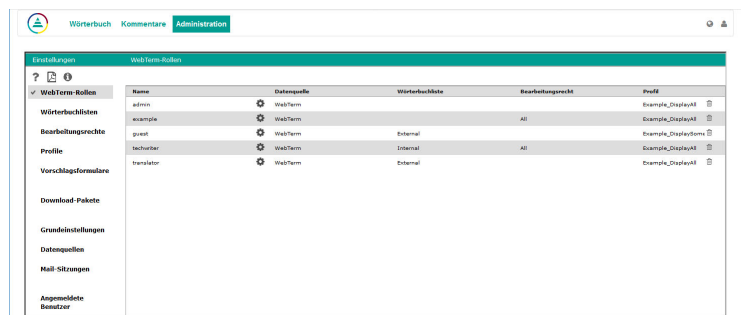 Wörterbuch Kommentare Administration
Einstellungen WebTerm-Rollen
WebTerm-Rollen
Wörterbuchlisten
Bearbeitungsrechte
Profile
Vorschlagsformulare
Download-Pakete
Grundeinstellungen
Datenquellen
Mail-Sitzungen
Angemeldete
Benutzer
Name Datenquelle Wörterbuchliste Bearbeitungsrecht Profil
admin WebTerm Example_DisplayAll
example WebTerm All Example_DisplayAll
guest WebTerm External Example_DisplaySome
techwriter WebTerm Internal All Example_DisplayAll
translator WebTerm External Example_DisplayAll